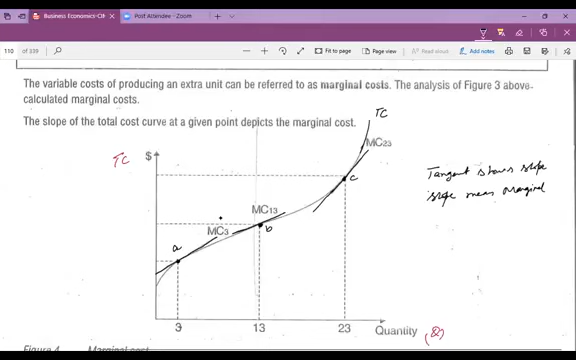 Business Economics-CIM
Post Attendee - Zoom
110
of 339
Fit to page
Page view
Read aloud
Add notes
The variable costs of producing an extra unit can be referred to as marginal costs. The analysis of Figure 3 above-
calculated marginal costs.
The slope of the total cost curve at a given point depicts the marginal cost.
TC
TC
$
MC23
Tangent shows slope
c
slope mean marginal
MC13
MC3
b
a
3
13
23
Quantity
(Q)
Figure 4
Marginal cost